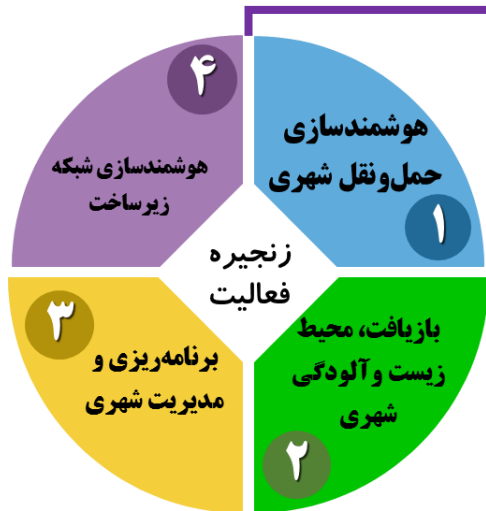 زنجیره
فعالیت
هوشمندسازی
حمل‌ونقل شهری
۱
بازیافت، محیط
زیست و آلودگی
شهری
۲
۳
برنامه‌ریزی و
مدیریت شهری
۴
هوشمندسازی شبکه
زیرساخت